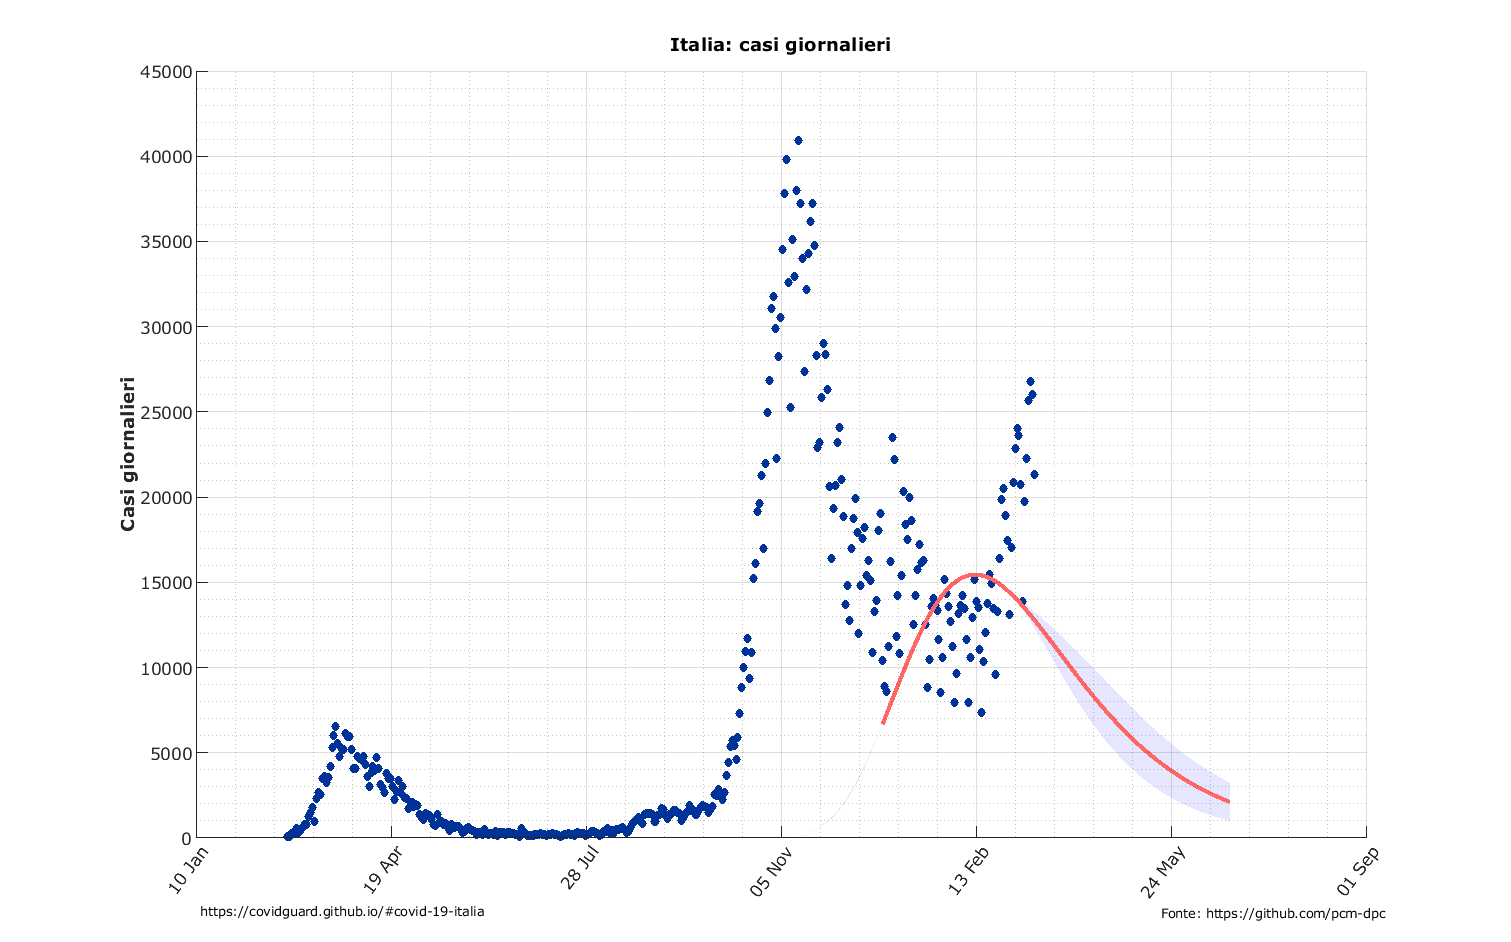 Italia: casi giornalieri
Casi giornalieri
45000
40000
35000
30000
25000
20000
15000
10000
5000
0
10 Jan
19 Apr
28 Jul
05 Nov
13 Feb
24 May
01 Sep
https://covidguard.github.io/#covid-19-italia
Fonte: https://github.com/pcm-dpc